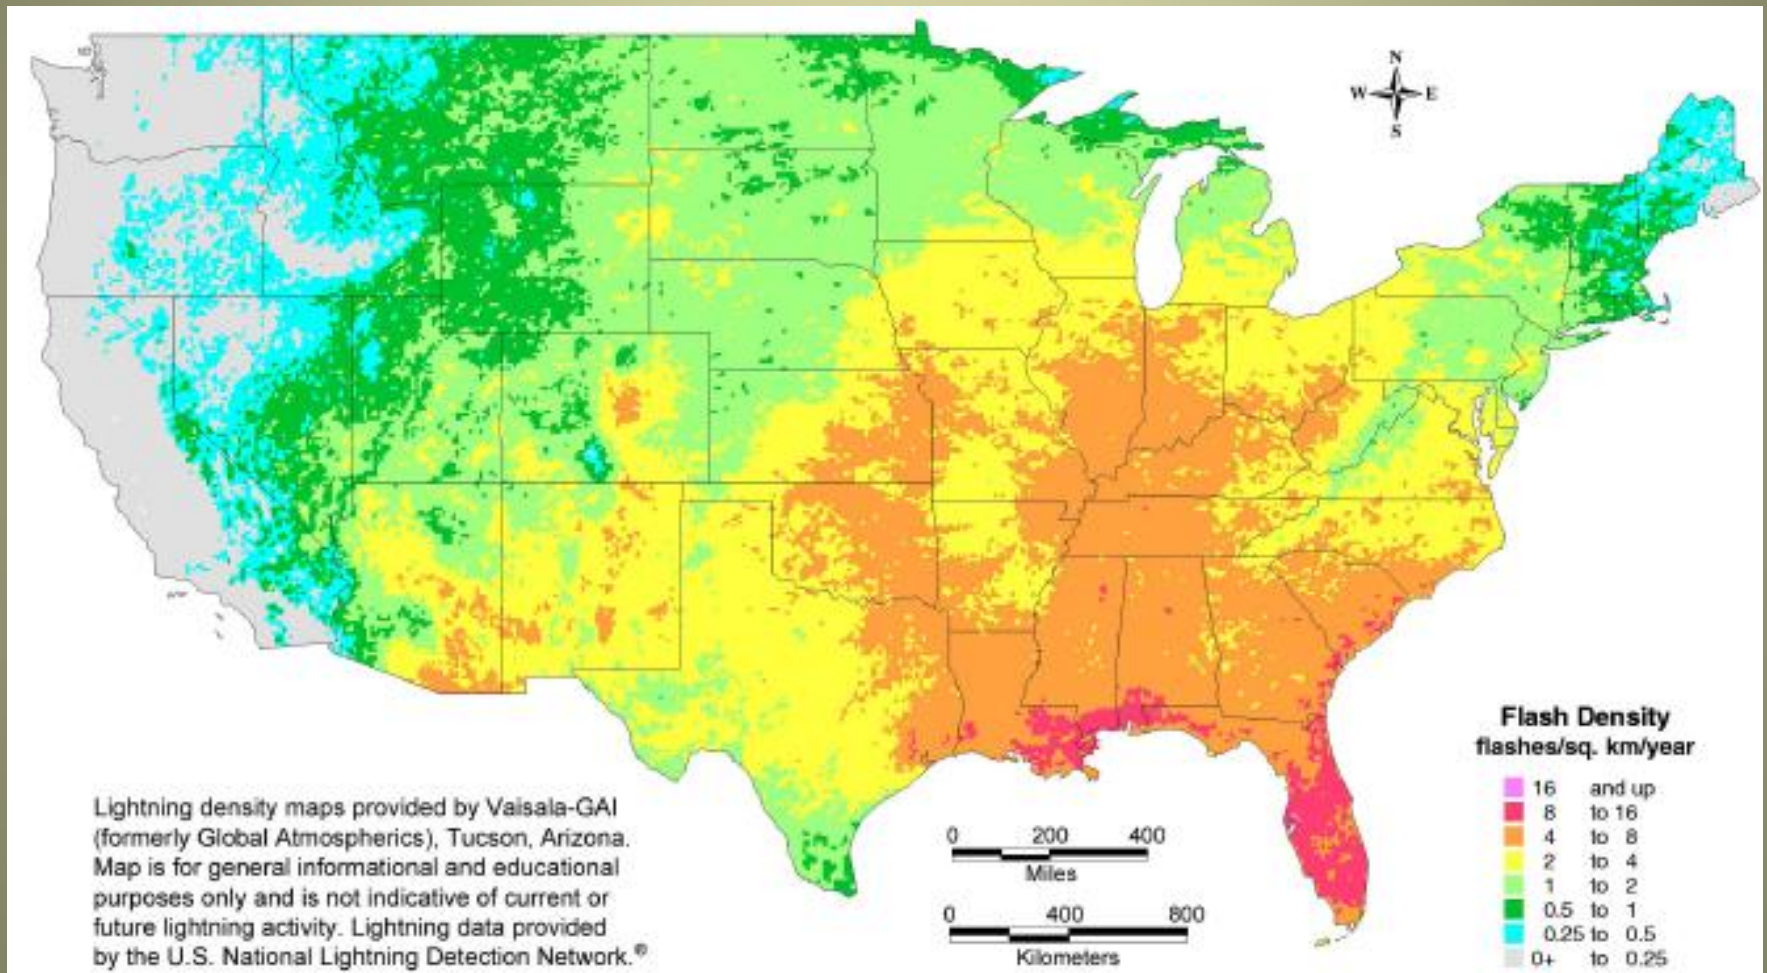 N
W E
S
Flash Density
flashes/sq. km/year
16 and up
8 to 16
4 to 8
2 to 4
1 to 2
0.5 to 1
0.25 to 0.5
0+ to 0.25
Lightning density maps provided by Vaisala-GAI
(formerly Global Atmospherics), Tucson, Arizona.
Map is for general informational and educational
purposes only and is not indicative of current or
future lightning activity. Lightning data provided
by the U.S. National Lightning Detection Network.®
0 200 400
Miles
0 400 800
Kilometers